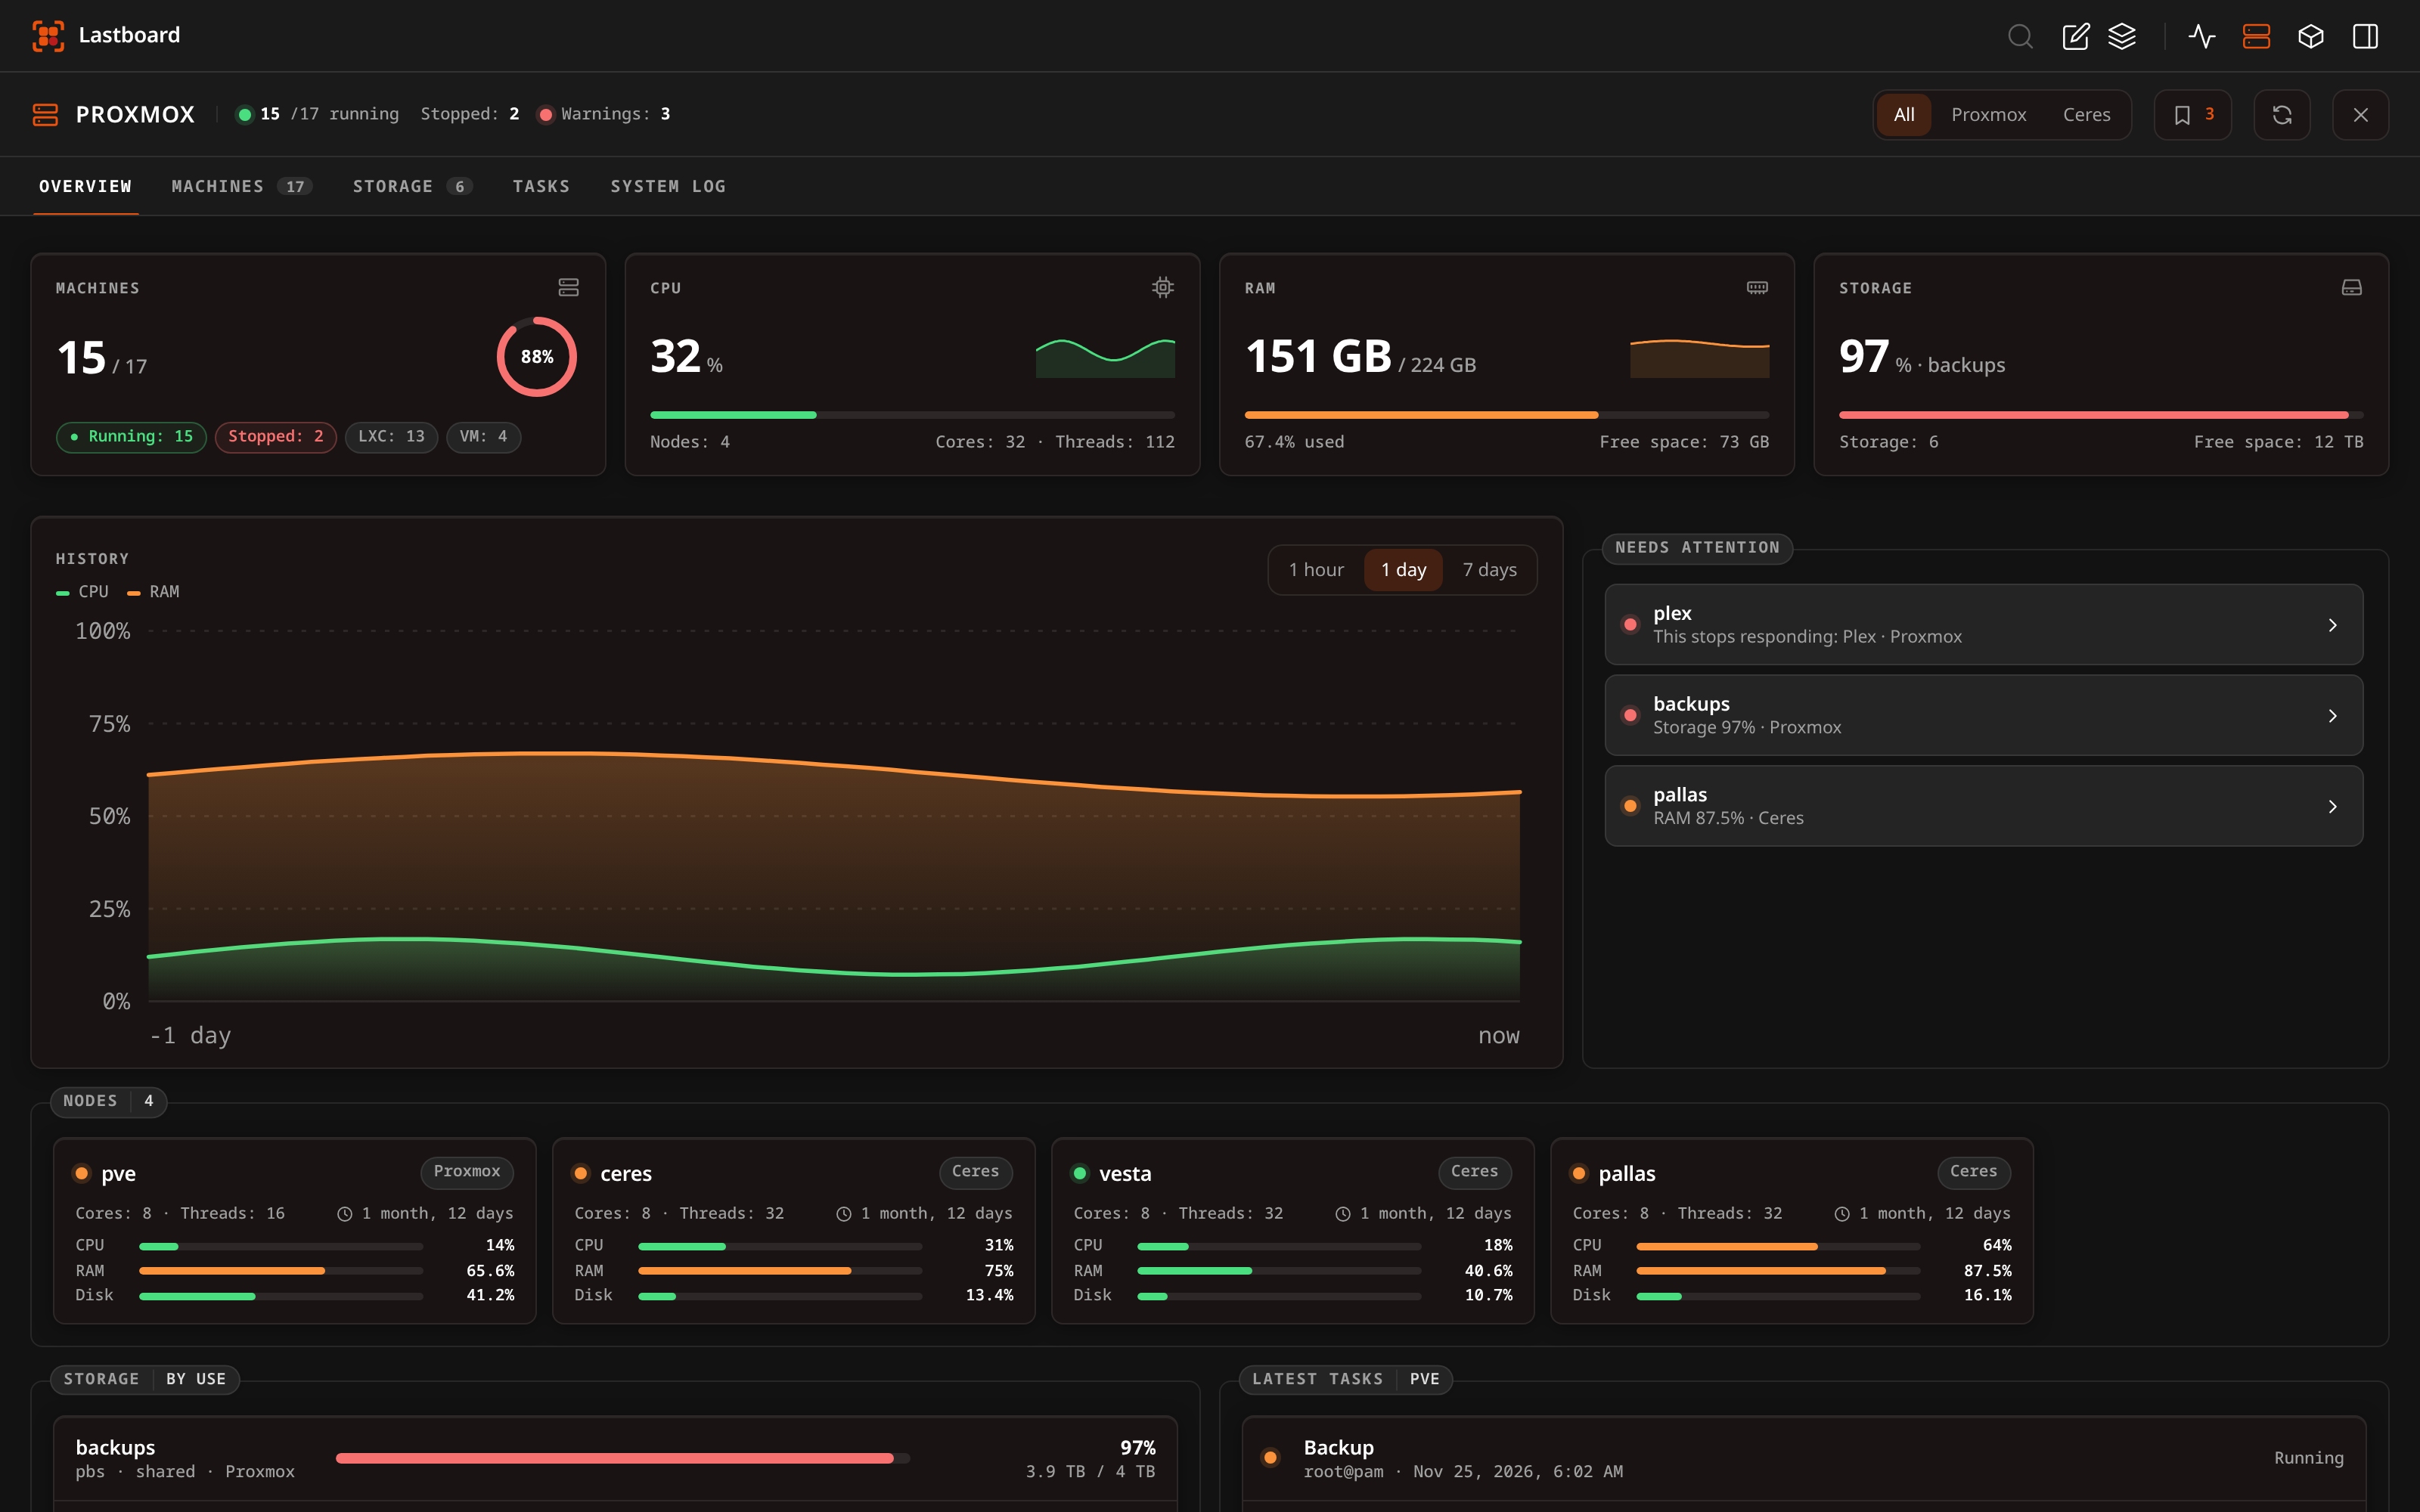 Lastboard
PROXMOX
15 /17 running Stopped: 2 Warnings: 3
All Proxmox Ceres 3
OVERVIEW MACHINES 17 STORAGE 6 TASKS SYSTEM LOG
MACHINES
15 / 17
88%
Running: 15 Stopped: 2 LXC: 13 VM: 4
CPU
32 %
Nodes: 4 Cores: 32 · Threads: 112
RAM
151 GB / 224 GB
67.4% used Free space: 73 GB
STORAGE
97 % · backups
Storage: 6 Free space: 12 TB
HISTORY
CPU RAM
1 hour 1 day 7 days
100%
75%
50%
25%
0%
-1 day now
NEEDS ATTENTION
plex
This stops responding: Plex · Proxmox
backups
Storage 97% · Proxmox
pallas
RAM 87.5% · Ceres
NODES 4
pve Proxmox
Cores: 8 · Threads: 16 1 month, 12 days
CPU 14%
RAM 65.6%
Disk 41.2%
ceres Ceres
Cores: 8 · Threads: 32 1 month, 12 days
CPU 31%
RAM 75%
Disk 13.4%
vesta Ceres
Cores: 8 · Threads: 32 1 month, 12 days
CPU 18%
RAM 40.6%
Disk 10.7%
pallas Ceres
Cores: 8 · Threads: 32 1 month, 12 days
CPU 64%
RAM 87.5%
Disk 16.1%
STORAGE BY USE
backups 97%
pbs · shared · Proxmox 3.9 TB / 4 TB
LATEST TASKS PVE
Backup
root@pam · Nov 25, 2026, 6:02 AM
Running